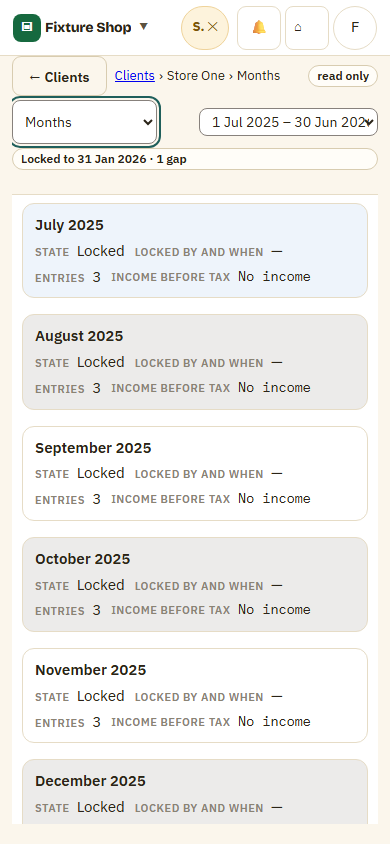 Fixture Shop ▼ S. × F
← Clients Clients › Store One › Months read only
Months 1 Jul 2025 – 30 Jun 202
Locked to 31 Jan 2026 · 1 gap
July 2025
STATE Locked LOCKED BY AND WHEN —
ENTRIES 3 INCOME BEFORE TAX No income
August 2025
STATE Locked LOCKED BY AND WHEN —
ENTRIES 3 INCOME BEFORE TAX No income
September 2025
STATE Locked LOCKED BY AND WHEN —
ENTRIES 3 INCOME BEFORE TAX No income
October 2025
STATE Locked LOCKED BY AND WHEN —
ENTRIES 3 INCOME BEFORE TAX No income
November 2025
STATE Locked LOCKED BY AND WHEN —
ENTRIES 3 INCOME BEFORE TAX No income
December 2025
STATE Locked LOCKED BY AND WHEN —